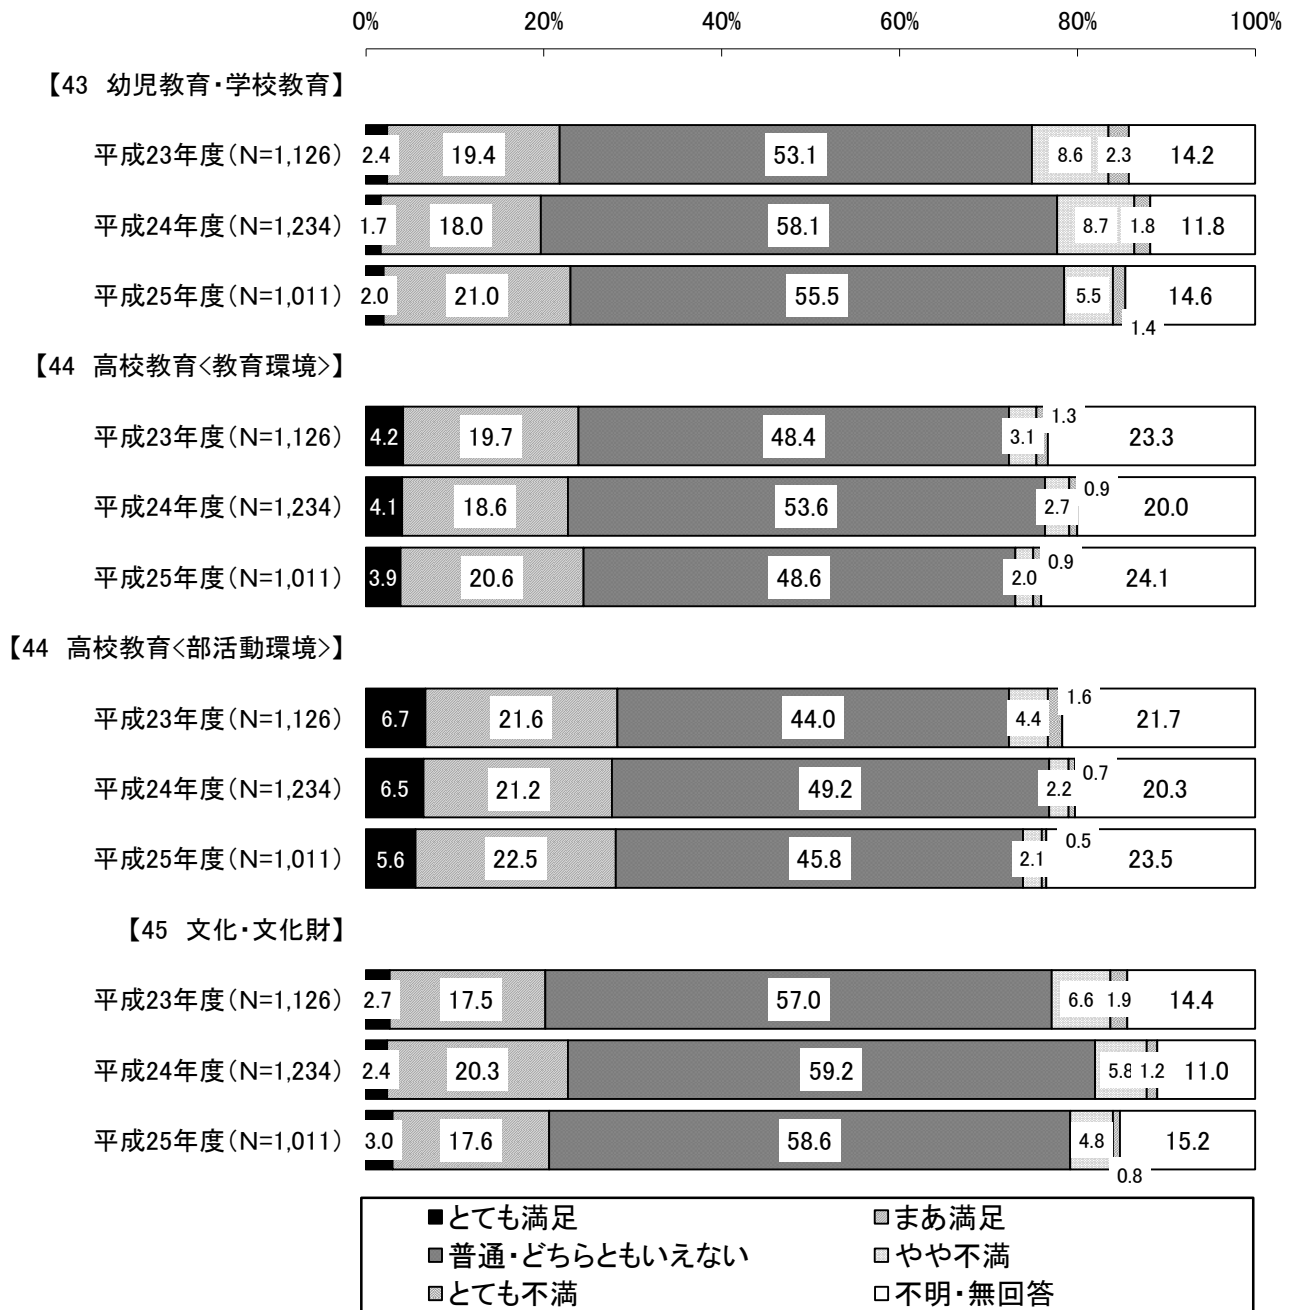 0% 20% 40% 60% 80% 100%
【43 幼児教育・学校教育】
平成23年度(N=1,126) 2.4 19.4 53.1 8.6 2.3 14.2
平成24年度(N=1,234) 1.7 18.0 58.1 8.7 1.8 11.8
平成25年度(N=1,011) 2.0 21.0 55.5 5.5 1.4 14.6
【44 高校教育<教育環境>】
平成23年度(N=1,126) 4.2 19.7 48.4 3.1 1.3 23.3
平成24年度(N=1,234) 4.1 18.6 53.6 2.7 0.9 20.0
平成25年度(N=1,011) 3.9 20.6 48.6 2.0 0.9 24.1
【44 高校教育<部活動環境>】
平成23年度(N=1,126) 6.7 21.6 44.0 4.4 1.6 21.7
平成24年度(N=1,234) 6.5 21.2 49.2 2.2 0.7 20.3
平成25年度(N=1,011) 5.6 22.5 45.8 2.1 0.5 23.5
【45 文化・文化財】
平成23年度(N=1,126) 2.7 17.5 57.0 6.6 1.9 14.4
平成24年度(N=1,234) 2.4 20.3 59.2 5.8 1.2 11.0
平成25年度(N=1,011) 3.0 17.6 58.6 4.8 0.8 15.2
とても満足 まあ満足
普通・どちらともいえない やや不満
とても不満 不明・無回答